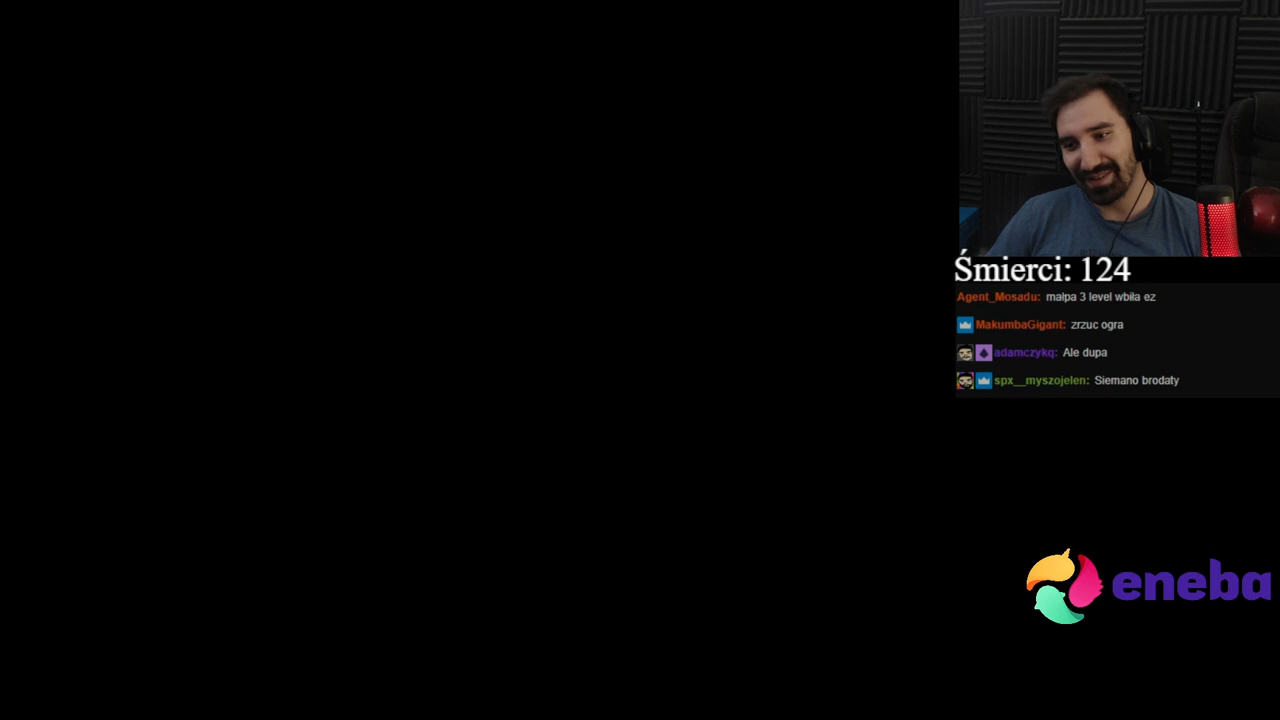 Śmierci: 124
Agent_Mosadu: małpa 3 level wbiła ez
MakumbaGigant: zrzuc ogra
adamczykq: Ale dupa
spx__myszojelen: Siemano brodaty
eneba